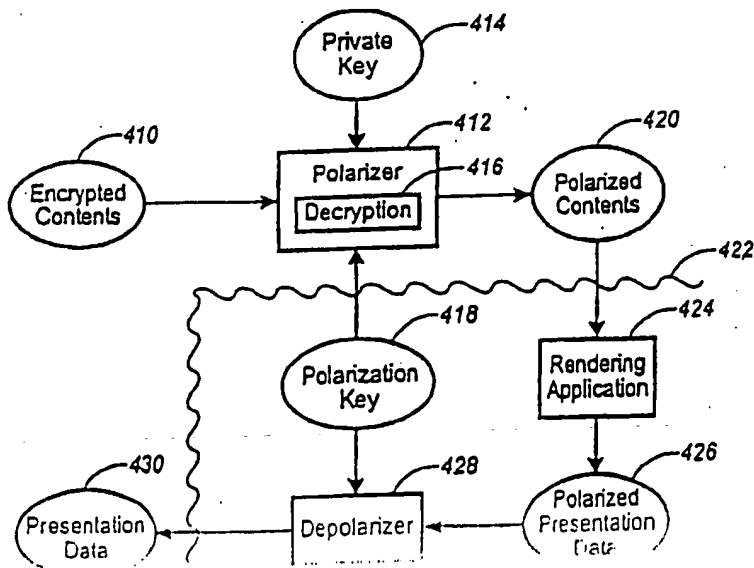 414
Private
Key
410
412
420
Polarizer
416
Encrypted
Contents
Decryption
Polarized
Contents
422
418
424
Polarization
Key
Rendering
Application
430
428
426
Presentation
Data
Depolarizer
Polarized
Presentation
Data